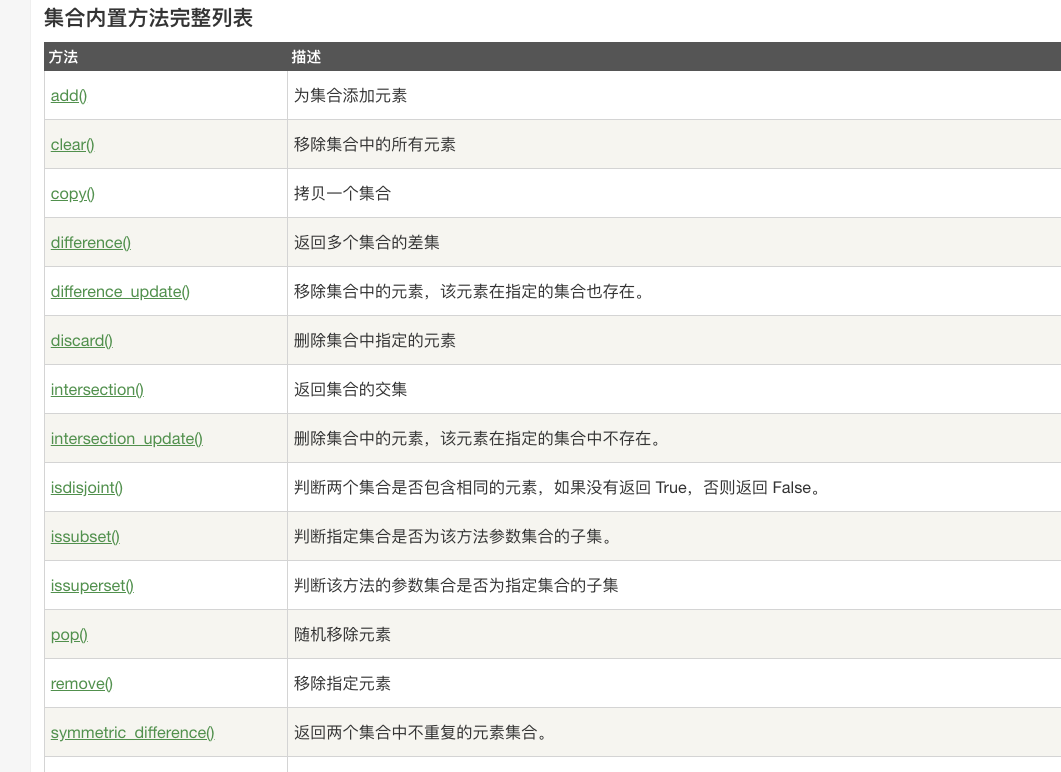 集合内置方法完整列表
方法 描述
add() 为集合添加元素
clear() 移除集合中的所有元素
copy() 拷贝一个集合
difference() 返回多个集合的差集
difference_update() 移除集合中的元素，该元素在指定的集合也存在。
discard() 删除集合中指定的元素
intersection() 返回集合的交集
intersection_update() 删除集合中的元素，该元素在指定的集合中不存在。
isdisjoint() 判断两个集合是否包含相同的元素，如果没有返回 True，否则返回 False。
issubset() 判断指定集合是否为该方法参数集合的子集。
issuperset() 判断该方法的参数集合是否为指定集合的子集
pop() 随机移除元素
remove() 移除指定元素
symmetric_difference() 返回两个集合中不重复的元素集合。